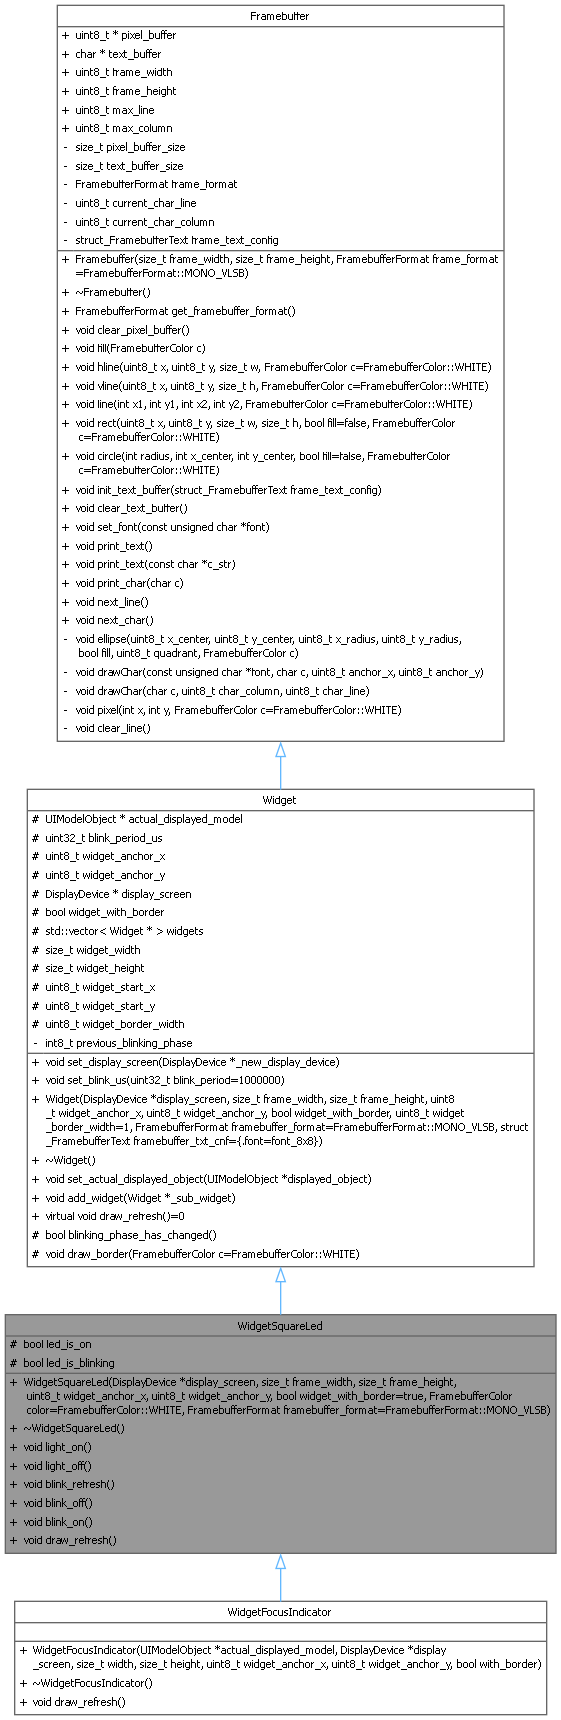 Framebuffer
+ uint8_t * pixel_buffer
+ char * text_buffer
+ uint8_t frame_width
+ uint8_t frame_height
+ uint8_t max_line
+ uint8_t max_column
- size_t pixel_buffer_size
- size_t text_buffer_size
- FramebufferFormat frame_format
- uint8_t current_char_line
- uint8_t current_char_column
- struct_FramebufferText frame_text_config
+ Framebuffer(size_t frame_width, size_t frame_height, FramebufferFormat frame_format
=FramebufferFormat::MONO_VLSB)
+ ~Framebuffer()
+ FramebufferFormat get_framebuffer_format()
+ void clear_pixel_buffer()
+ void fill(FramebufferColor c)
+ void hline(uint8_t x, uint8_t y, size_t w, FramebufferColor c=FramebufferColor::WHITE)
+ void vline(uint8_t x, uint8_t y, size_t h, FramebufferColor c=FramebufferColor::WHITE)
+ void line(int x1, int y1, int x2, int y2, FramebufferColor c=FramebufferColor::WHITE)
+ void rect(uint8_t x, uint8_t y, size_t w, size_t h, bool fill=false, FramebufferColor
c=FramebufferColor::WHITE)
+ void circle(int radius, int x_center, int y_center, bool fill=false, FramebufferColor
c=FramebufferColor::WHITE)
+ void init_text_buffer(struct_FramebufferText frame_text_config)
+ void clear_text_buffer()
+ void set_font(const unsigned char *font)
+ void print_text()
+ void print_text(const char *c_str)
+ void print_char(char c)
+ void next_line()
+ void next_char()
- void ellipse(uint8_t x_center, uint8_t y_center, uint8_t x_radius, uint8_t y_radius,
bool fill, uint8_t quadrant, FramebufferColor c)
- void drawChar(const unsigned char *font, char c, uint8_t anchor_x, uint8_t anchor_y)
- void drawChar(char c, uint8_t char_column, uint8_t char_line)
- void pixel(int x, int y, FramebufferColor c=FramebufferColor::WHITE)
- void clear_line()
Widget
# UIModelObject * actual_displayed_model
# uint32_t blink_period_us
# uint8_t widget_anchor_x
# uint8_t widget_anchor_y
# DisplayDevice * display_screen
# bool widget_with_border
# std::vector< Widget * > widgets
# size_t widget_width
# size_t widget_height
# uint8_t widget_start_x
# uint8_t widget_start_y
# uint8_t widget_border_width
- int8_t previous_blinking_phase
+ void set_display_screen(DisplayDevice *_new_display_device)
+ void set_blink_us(uint32_t blink_period=1000000)
+ Widget(DisplayDevice *display_screen, size_t frame_width, size_t frame_height, uint8
_t widget_anchor_x, uint8_t widget_anchor_y, bool widget_with_border, uint8_t widget
_border_width=1, FramebufferFormat framebuffer_format=FramebufferFormat::MONO_VLSB, struct
_FramebufferText framebuffer_txt_cnf={.font=font_8x8})
+ ~Widget()
+ void set_actual_displayed_object(UIModelObject *displayed_object)
+ void add_widget(Widget *_sub_widget)
+ virtual void draw_refresh()=0
# bool blinking_phase_has_changed()
# void draw_border(FramebufferColor c=FramebufferColor::WHITE)
WidgetSquareLed
# bool led_is_on
# bool led_is_blinking
+ WidgetSquareLed(DisplayDevice *display_screen, size_t frame_width, size_t frame_height,
uint8_t widget_anchor_x, uint8_t widget_anchor_y, bool widget_with_border=true, FramebufferColor
color=FramebufferColor::WHITE, FramebufferFormat framebuffer_format=FramebufferFormat::MONO_VLSB)
+ ~WidgetSquareLed()
+ void light_on()
+ void light_off()
+ void blink_refresh()
+ void blink_off()
+ void blink_on()
+ void draw_refresh()
WidgetFocusIndicator
+ WidgetFocusIndicator(UIModelObject *actual_displayed_model, DisplayDevice *display
_screen, size_t width, size_t height, uint8_t widget_anchor_x, uint8_t widget_anchor_y, bool with_border)
+ ~WidgetFocusIndicator()
+ void draw_refresh()